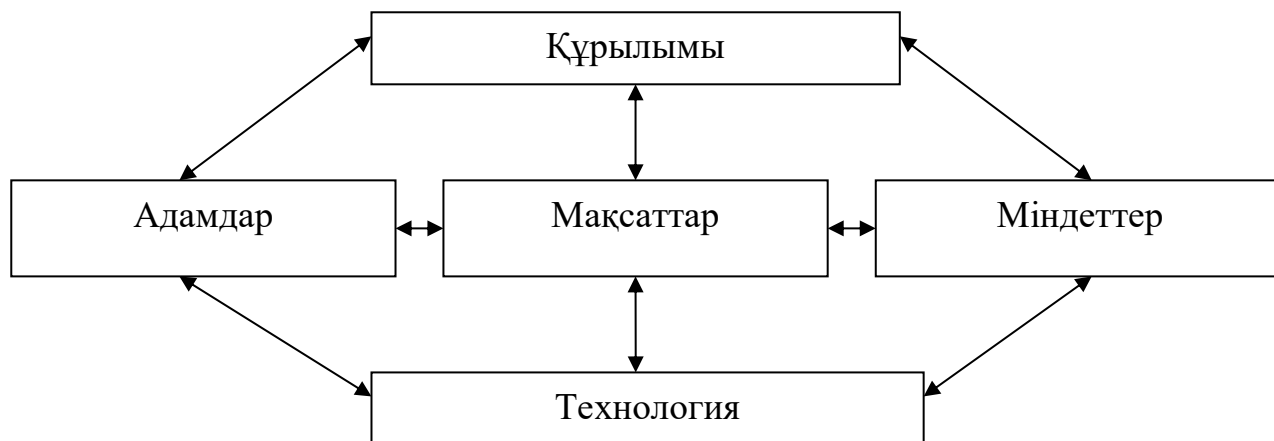 Құрылымы
Адамдар
Мақсаттар
Міндеттер
Технология